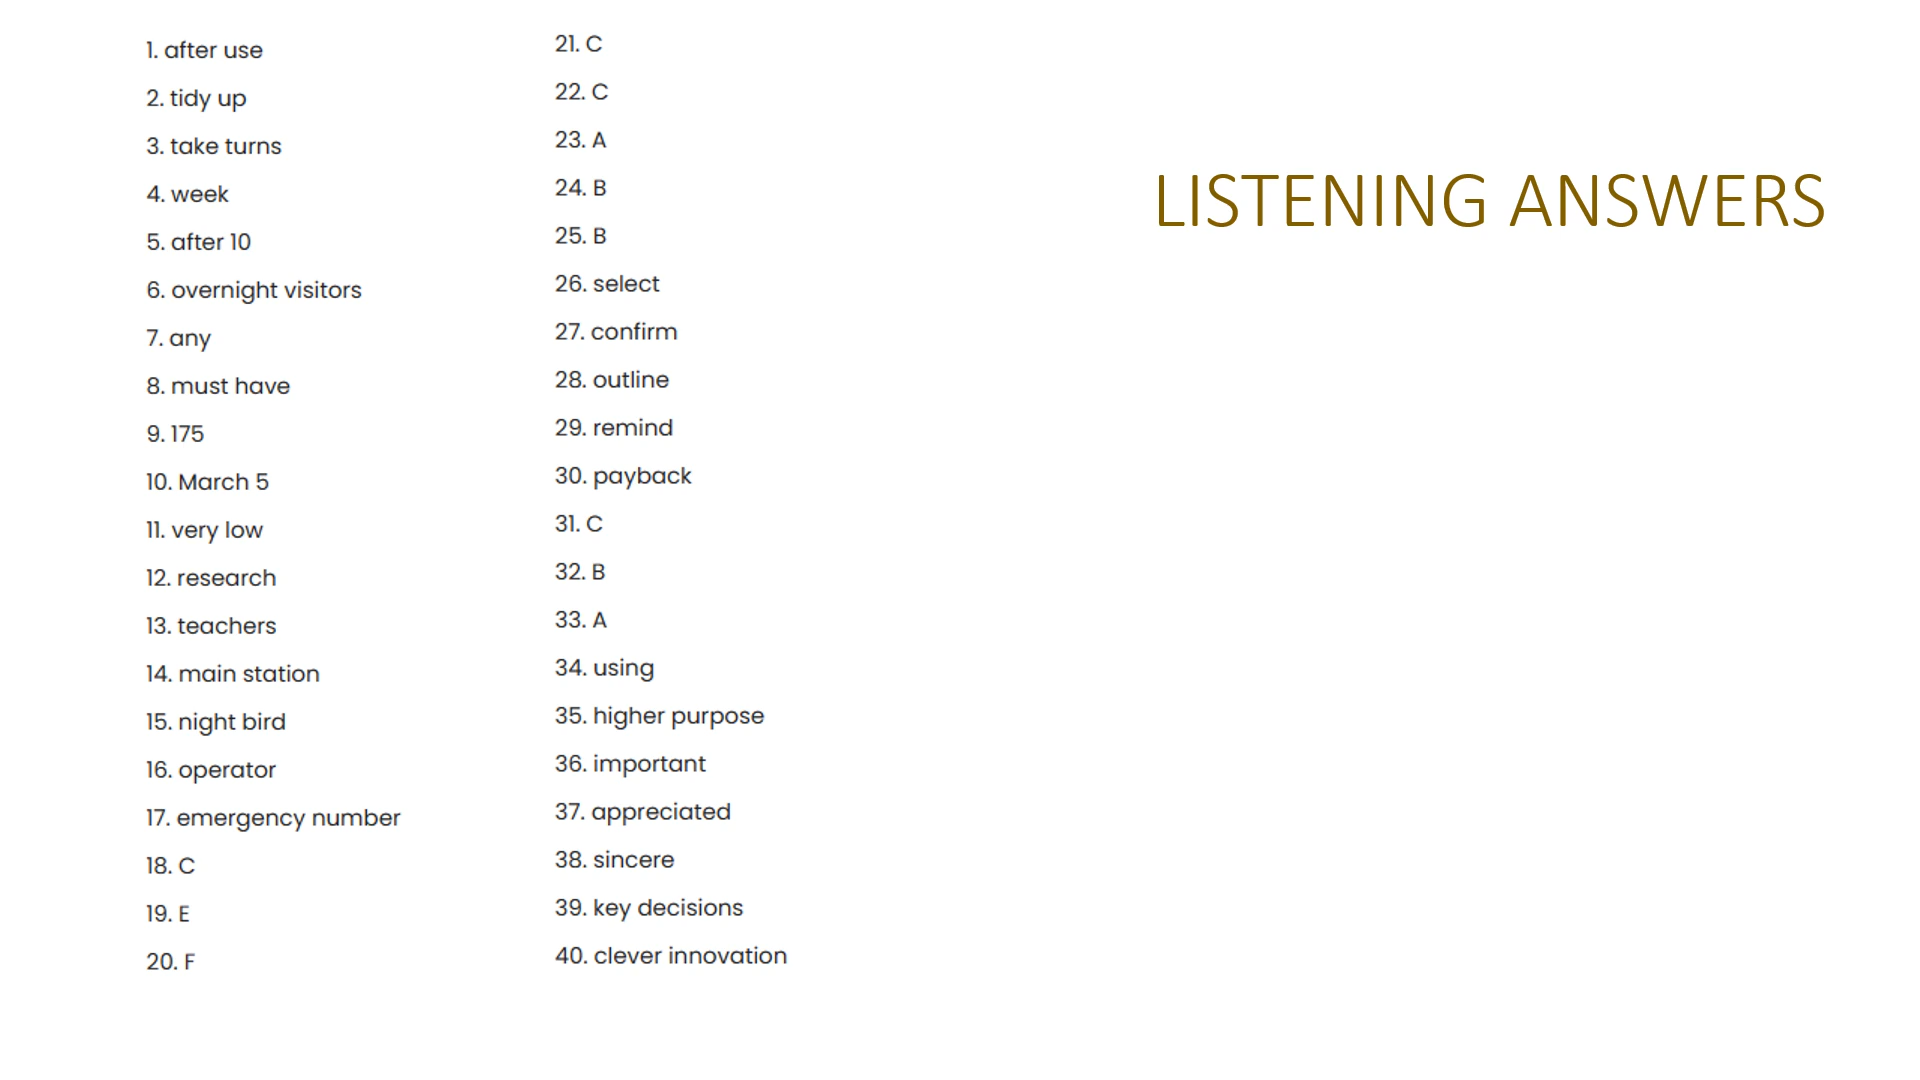 1. after use
2. tidy up
3. take turns
4. week
5. after 10
6. overnight visitors
7. any
8. must have
9. 175
10. March 5
11. very low
12. research
13. teachers
14. main station
15. night bird
16. operator
17. emergency number
18. C
19. E
20. F
21. C
22. C
23. A
24. B
25. B
26. select
27. confirm
28. outline
29. remind
30. payback
31. C
32. B
33. A
34. using
35. higher purpose
36. important
37. appreciated
38. sincere
39. key decisions
40. clever innovation
LISTENING ANSWERS